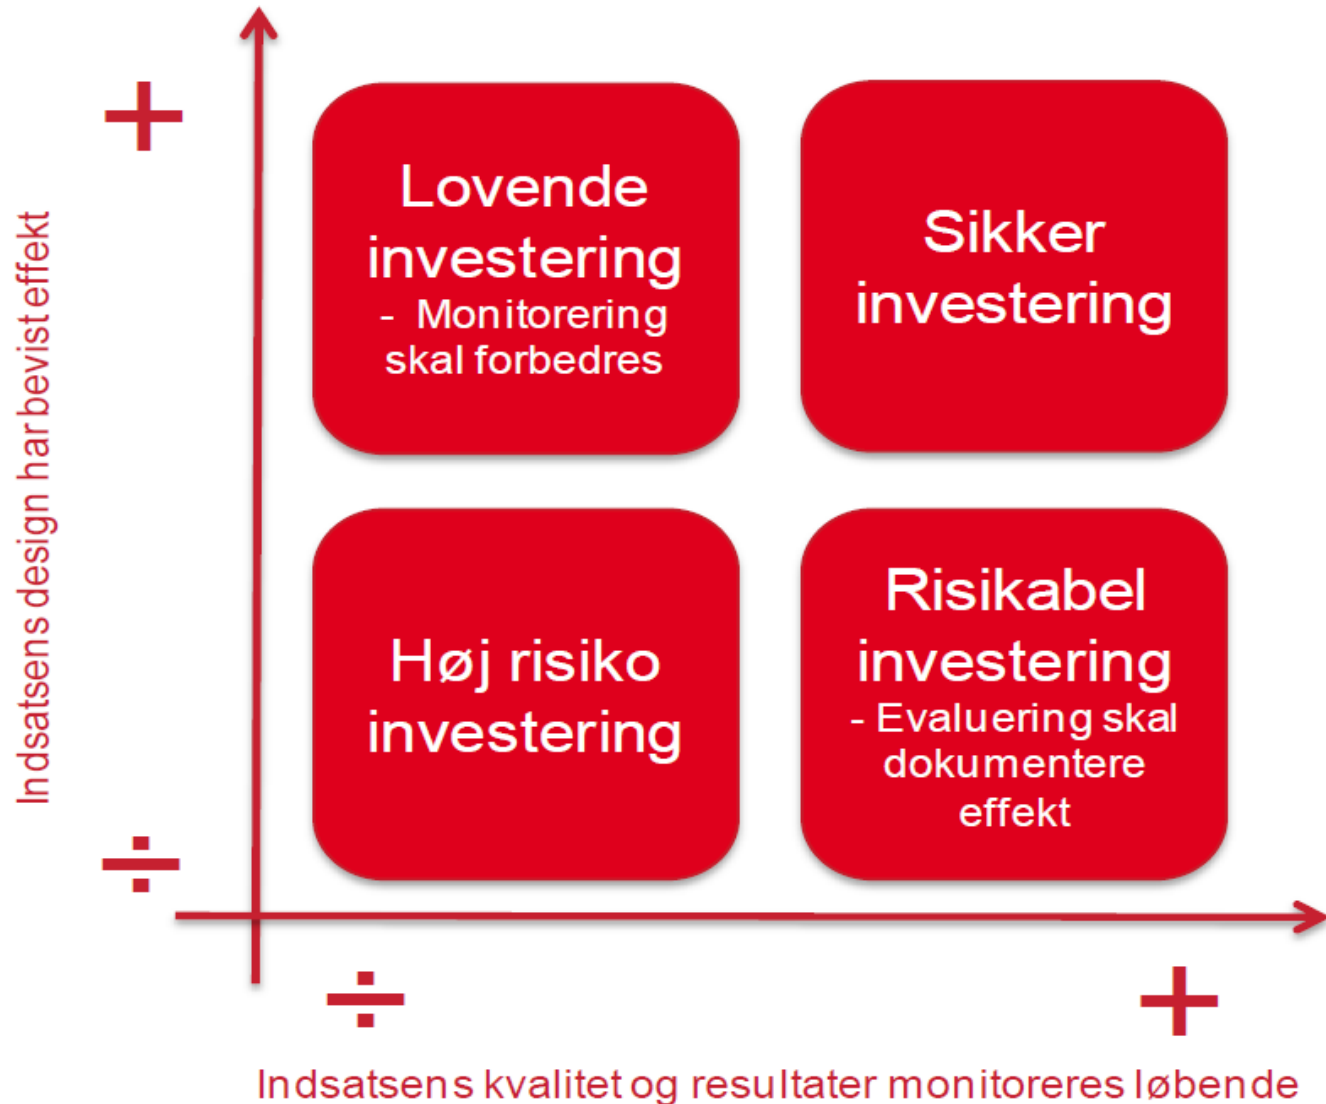 +
Indsatsens design har bevist effekt
÷
Lovende
investering
- Monitorering
skal forbedres
Sikker
investering
Høj risiko
investering
Risikabel
investering
- Evaluering skal
dokumentere
effekt
÷
+
Indsatsens kvalitet og resultater monitoreres løbende